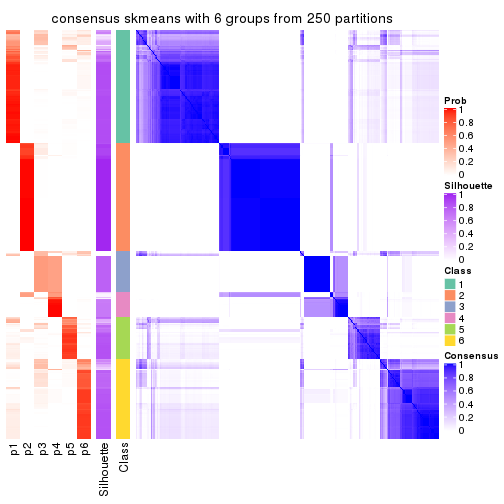 consensus skmeans with 6 groups from 250 partitions
Prob
1
0.8
0.6
0.4
0.2
0
Silhouette
1
0.8
0.6
0.4
0.2
0
Class
1
2
3
4
5
6
Consensus
1
0.8
0.6
0.4
0.2
0
p1
p2
p3
p4
p5
p6
Silhouette
Class